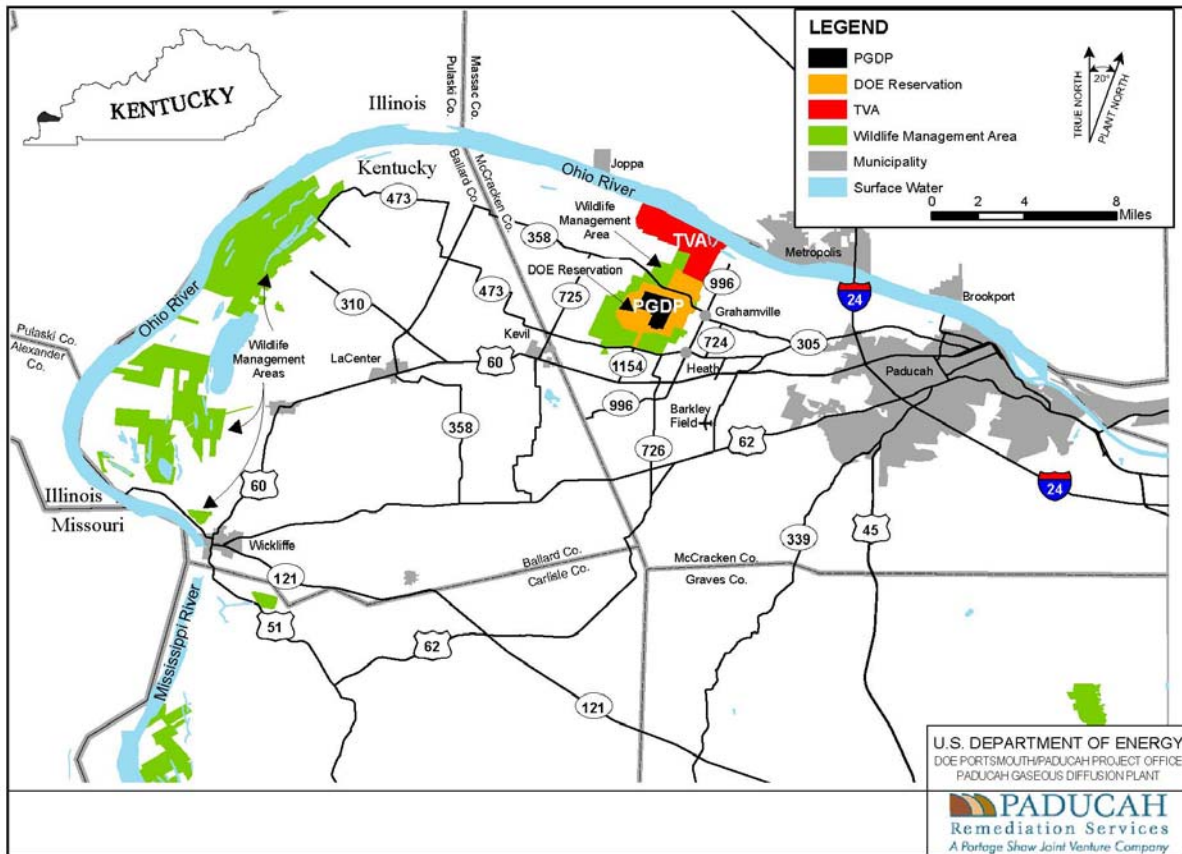 KENTUCKY
Illinois
Pulaski Co.
Massac Co.
Kentucky
Ballard Co.
McCracken Co.
Joppa
Ohio River
LEGEND
PGDP
DOE Reservation
TVA
Wildlife Management Area
Municipality
Surface Water
0 2 4 8
Miles
TRUE NORTH
20°
PLANT NORTH
473
358
Wildlife
Management
Area
TVA
Metropolis
DOE Reservation
PGDP
996
24
Brookport
310
473
725
Grahamville
Ohio River
Pulaski Co.
Alexander
Co.
Wildlife
Management
Areas
LaCenter
Kevil
60
1154
724
Heath
305
Paducah
996
Barkley
Field
358
726
62
60
24
Illinois
Missouri
Wickliffe
45
339
121
Ballard Co.
Carlisle Co.
McCracken Co.
Graves Co.
51
62
Mississippi River
121
U.S. DEPARTMENT OF ENERGY
DOE PORTSMOUTH/PADUCAH PROJECT OFFICE
PADUCAH GASEOUS DIFFUSION PLANT
PADUCAH
Remediation Services
A Portage Shaw Joint Venture Company